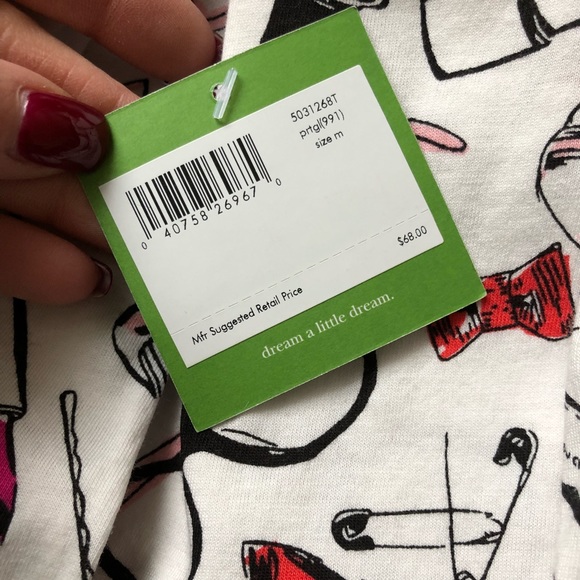 5031268T
prtgl(991)
size m
0 40758 26967 0
Mfr Suggested Retail Price
$68.00
dream a little dream.